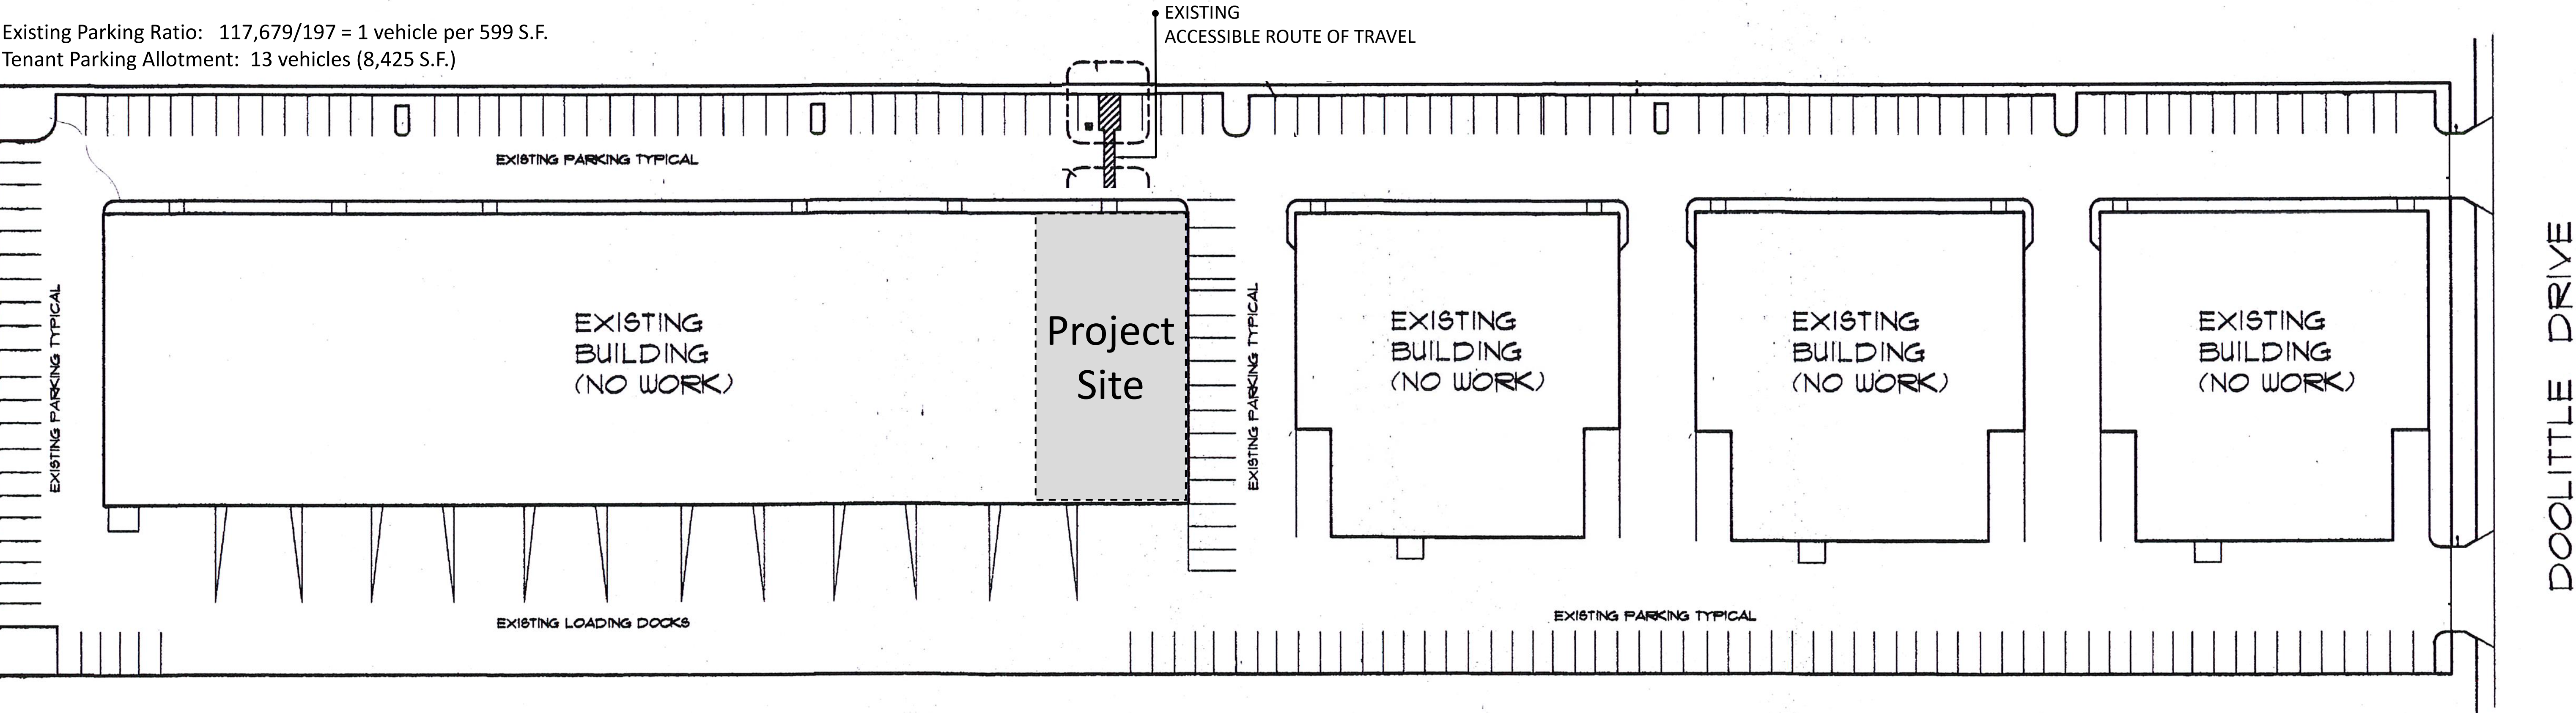 Existing Parking Ratio: 117,679/197 = 1 vehicle per 599 S.F.
Tenant Parking Allotment: 13 vehicles (8,425 S.F.)
EXISTING
ACCESSIBLE ROUTE OF TRAVEL
EXISTING PARKING TYPICAL
EXISTING PARKING TYPICAL
EXISTING
BUILDING
(NO WORK)
Project
Site
EXISTING PARKING TYPICAL
EXISTING
BUILDING
(NO WORK)
EXISTING
BUILDING
(NO WORK)
EXISTING
BUILDING
(NO WORK)
DOOLITTLE DRIVE
EXISTING LOADING DOCKS
EXISTING PARKING TYPICAL